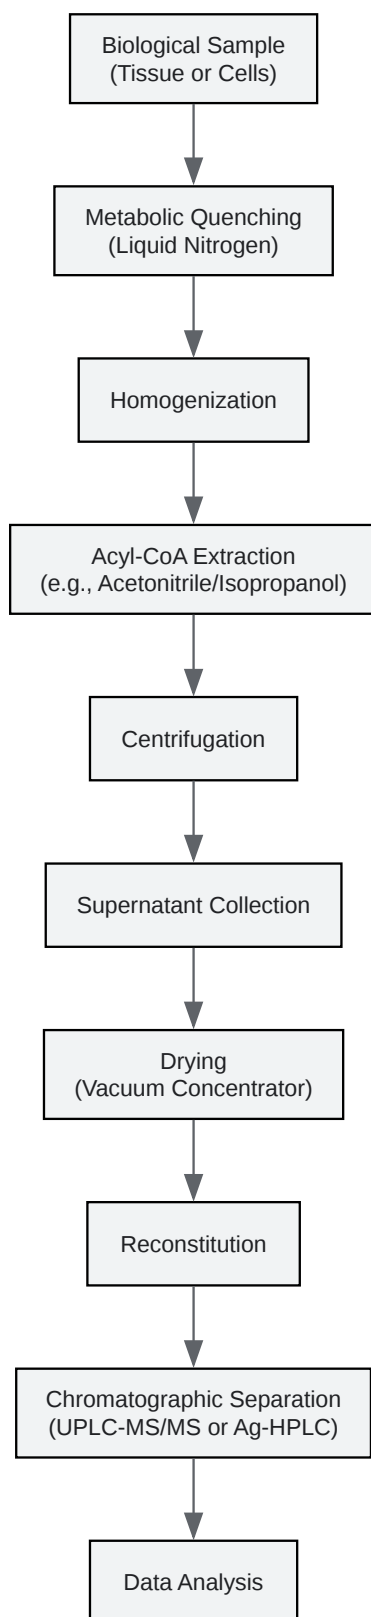 Biological Sample
(Tissue or Cells)
Metabolic Quenching
(Liquid Nitrogen)
Homogenization
Acyl-CoA Extraction
(e.g., Acetonitrile/Isopropanol)
Centrifugation
Supernatant Collection
Drying
(Vacuum Concentrator)
Reconstitution
Chromatographic Separation
(UPLC-MS/MS or Ag-HPLC)
Data Analysis